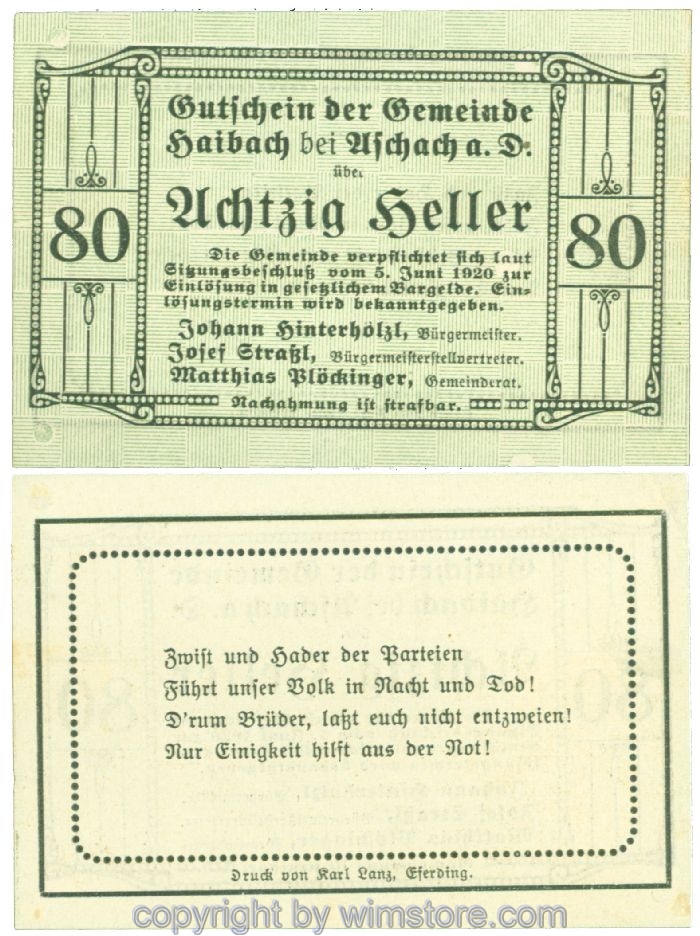 Gutschein der Gemeinde
Haibach bei Aschach a. D.
über
Achtzig Heller
80
80
Die Gemeinde verpflichtet sich laut
Sitzungsbeschluß vom 5. Juni 1920 zur
Einlösung in gesetzlichem Bargelde. Ein-
lösungstermin wird bekanntgegeben.
Johann Hinterhölzl, Bürgermeister.
Josef Straßl, Bürgermeisterstellvertreter.
Matthias Plöckinger, Gemeinderat.
Nachahmung ist strafbar.
Zwist und Hader der Parteien
Führt unser Volk in Nacht und Tod!
D'rum Brüder, laßt euch nicht entzweien!
Nur Einigkeit hilft aus der Not!
Druck von Karl Lanz, Eferding.
copyright by wimstore.com